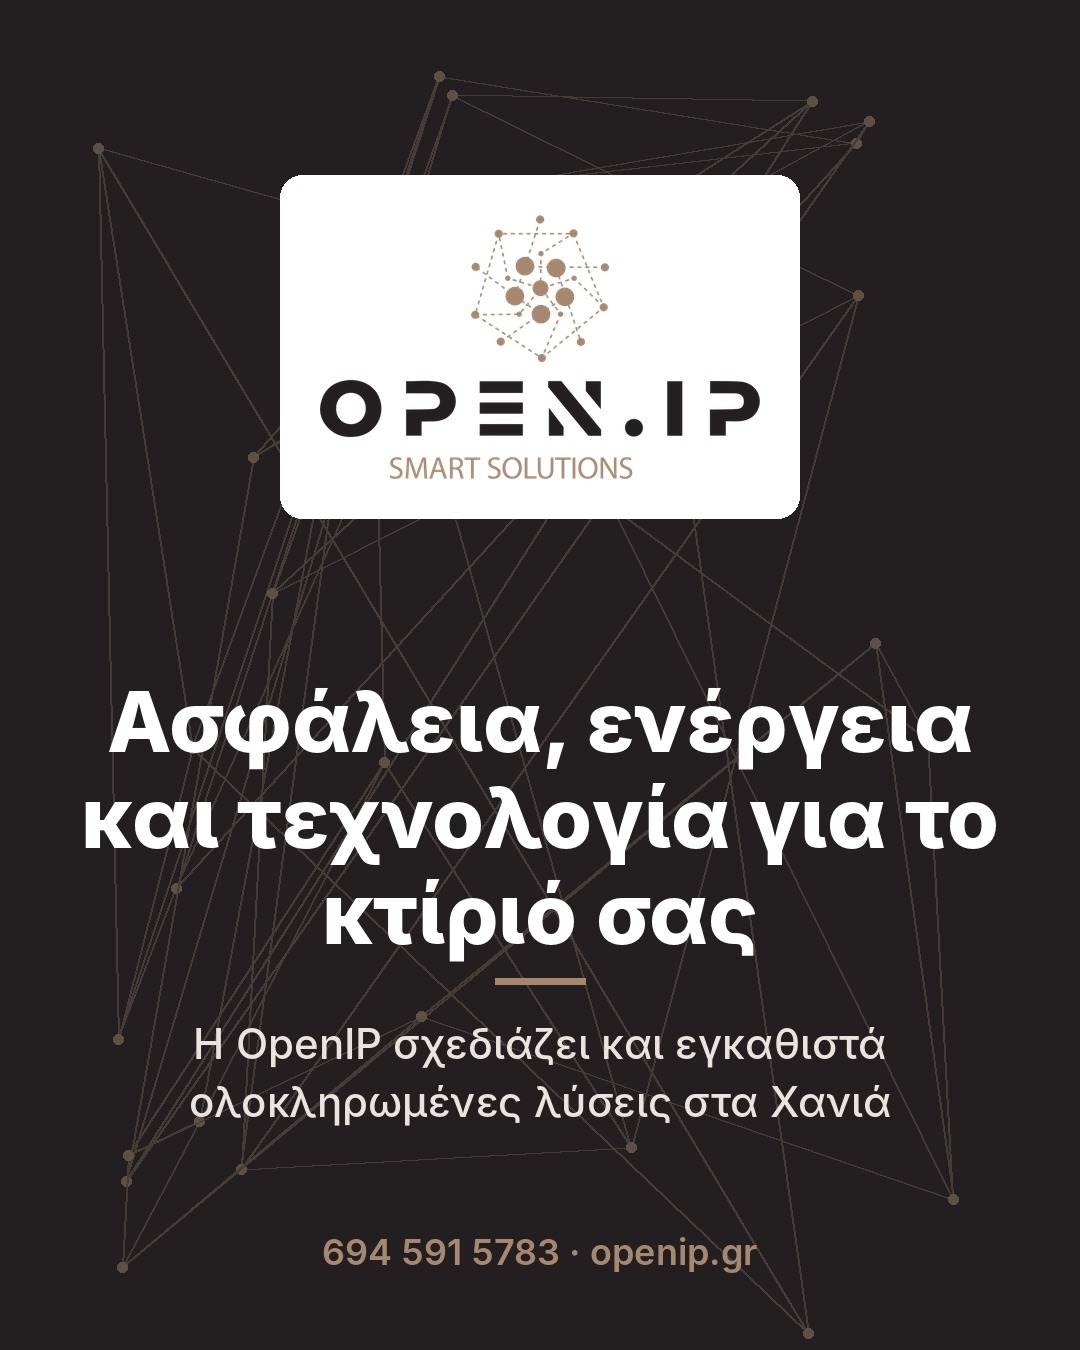 OPEN.IP
SMART SOLUTIONS
Ασφάλεια, ενέργεια
και τεχνολογία για το
κτίριό σας
Η OpenIP σχεδιάζει και εγκαθιστά
ολοκληρωμένες λύσεις στα Χανιά
694 591 5783 · openip.gr